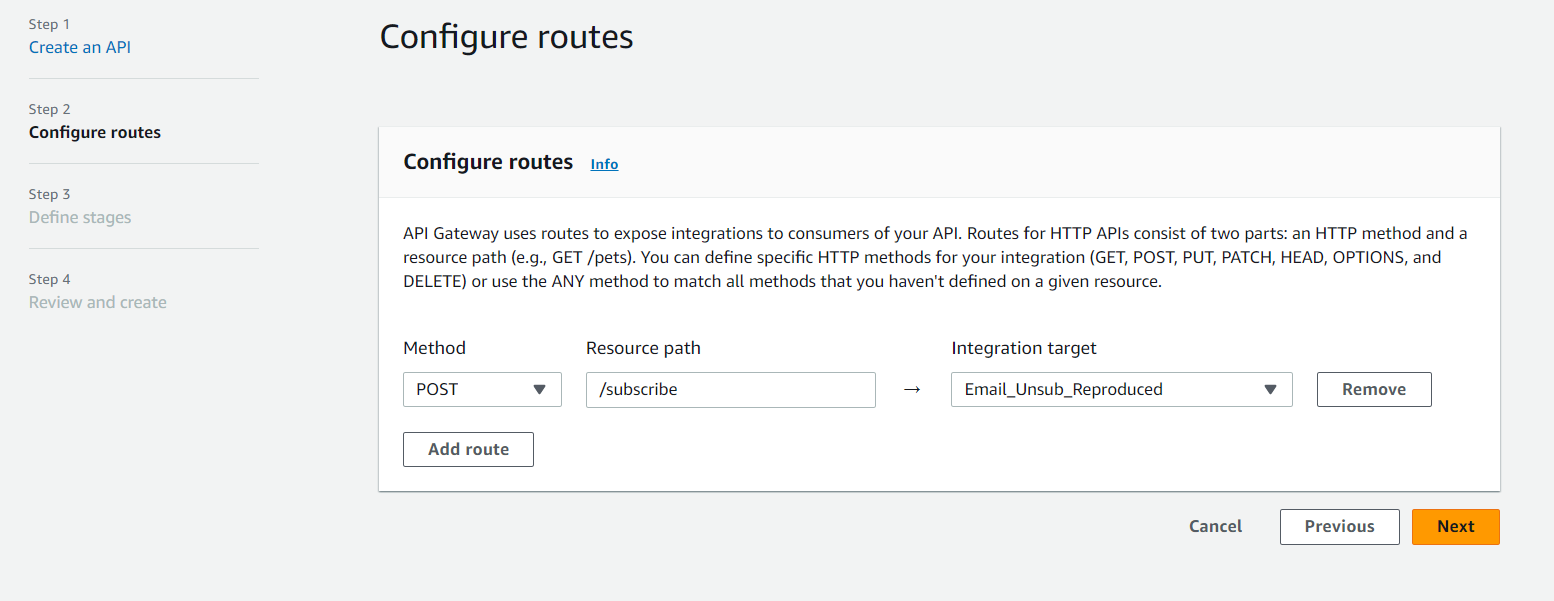 Step 1
Create an API
Step 2
Configure routes
Step 3
Define stages
Step 4
Review and create
Configure routes
Configure routes Info
API Gateway uses routes to expose integrations to consumers of your API. Routes for HTTP APIs consist of two parts: an HTTP method and a
resource path (e.g., GET /pets). You can define specific HTTP methods for your integration (GET, POST, PUT, PATCH, HEAD, OPTIONS, and
DELETE) or use the ANY method to match all methods that you haven't defined on a given resource.
Method Resource path Integration target
POST /subscribe → Email_Unsub_Reproduced Remove
Add route
Cancel Previous Next